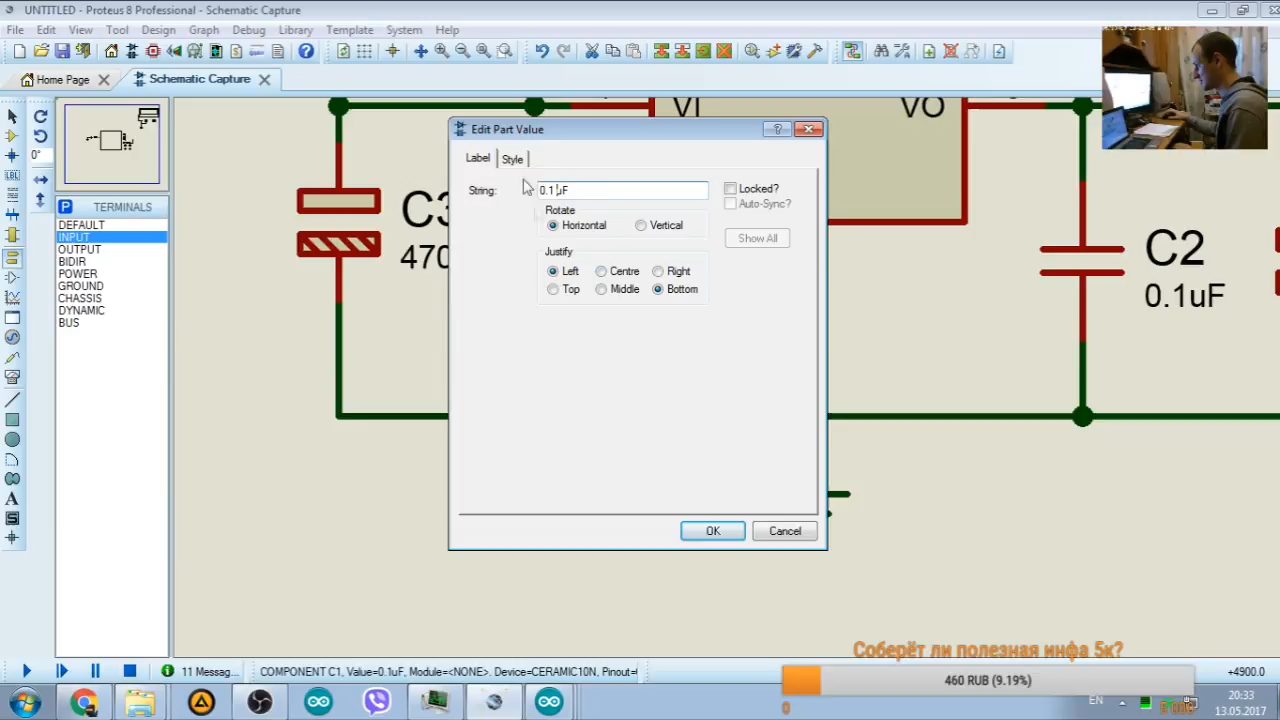 UNTITLED - Proteus 8 Professional - Schematic Capture
File Edit View Tool Design Graph Debug Library Template System Help
Home Page
Schematic Capture
TERMINALS
0°
DEFAULT
INPUT
OUTPUT
BIDIR
POWER
GROUND
CHASSIS
DYNAMIC
BUS
VI
VO
C3
470
C2
0.1uF
Edit Part Value
Label
Style
String:
0.1 uF
Locked?
Auto-Sync?
Rotate
Horizontal
Vertical
Show All
Justify
Left
Centre
Right
Top
Middle
Bottom
OK
Cancel
Соберёт ли полезная инфа 5к?
460 RUB (9.19%)
0
11 Messag...
COMPONENT C1, Value=0.1uF, Module=<NONE>, Device=CERAMIC10N, Pinout=
+4900.0
EN
20:33
13.05.2017